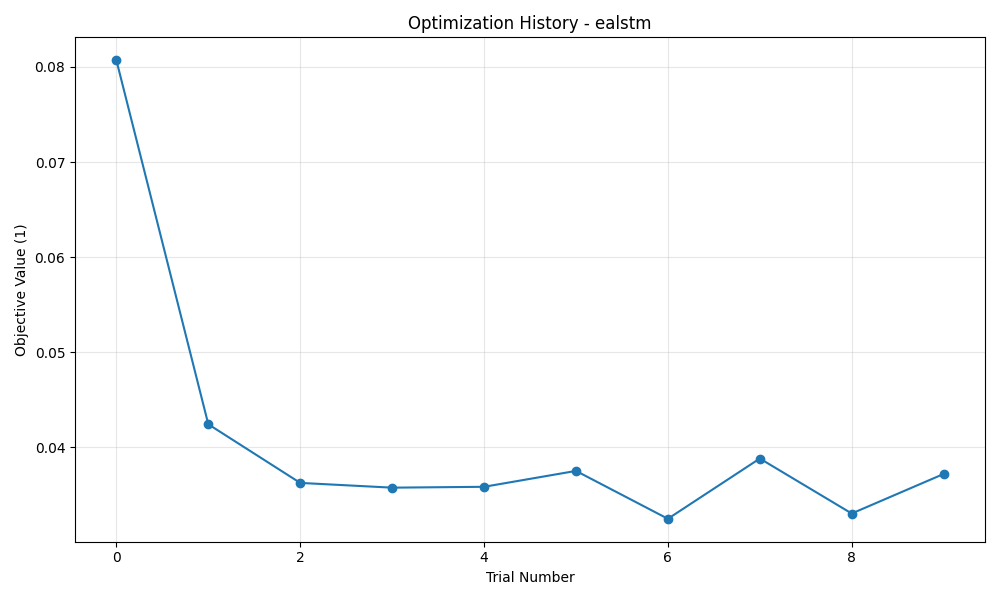 Optimization History - ealstm
0.08
0.07
0.06
0.05
0.04
Objective Value (1)
0 2 4 6 8
Trial Number